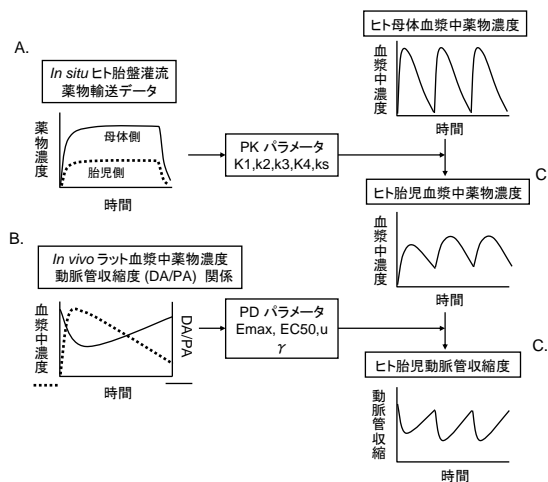 A.
In situ ヒト胎盤灌流
薬物輸送データ
薬物濃度
母体側
胎児側
時間
PK パラメータ
K1,k2,k3,K4,ks
ヒト母体血漿中薬物濃度
血漿中濃度
時間
C
ヒト胎児血漿中薬物濃度
血漿中濃度
時間
B.
In vivo ラット血漿中薬物濃度
動脈管収縮度 (DA/PA) 関係
血漿中濃度
DA/PA
時間
PD パラメータ
Emax, EC50,u
γ
C.
ヒト胎児動脈管収縮度
動脈管収縮
時間